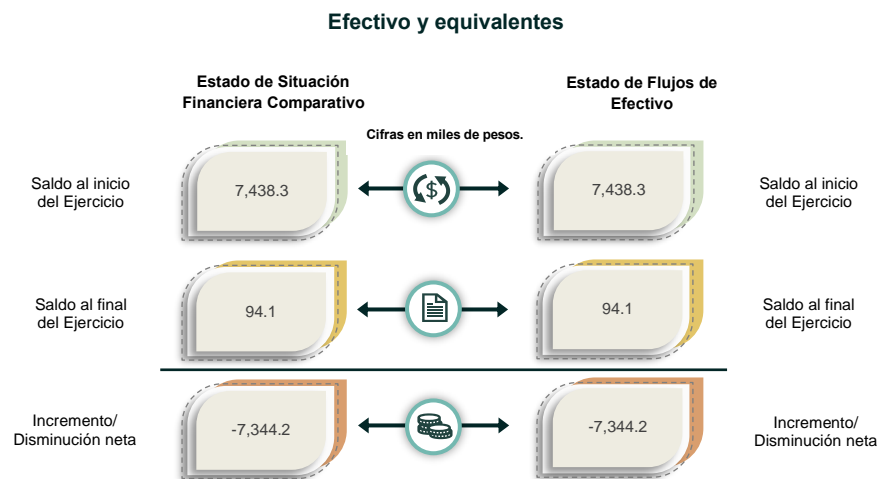 Efectivo y equivalentes
Estado de Situación
Financiera Comparativo
Estado de Flujos de
Efectivo
Cifras en miles de pesos.
Saldo al inicio
del Ejercicio
7,438.3
$
7,438.3
Saldo al inicio
del Ejercicio
Saldo al final
del Ejercicio
94.1
94.1
Saldo al final
del Ejercicio
Incremento/
Disminución neta
-7,344.2
-7,344.2
Incremento/
Disminución neta